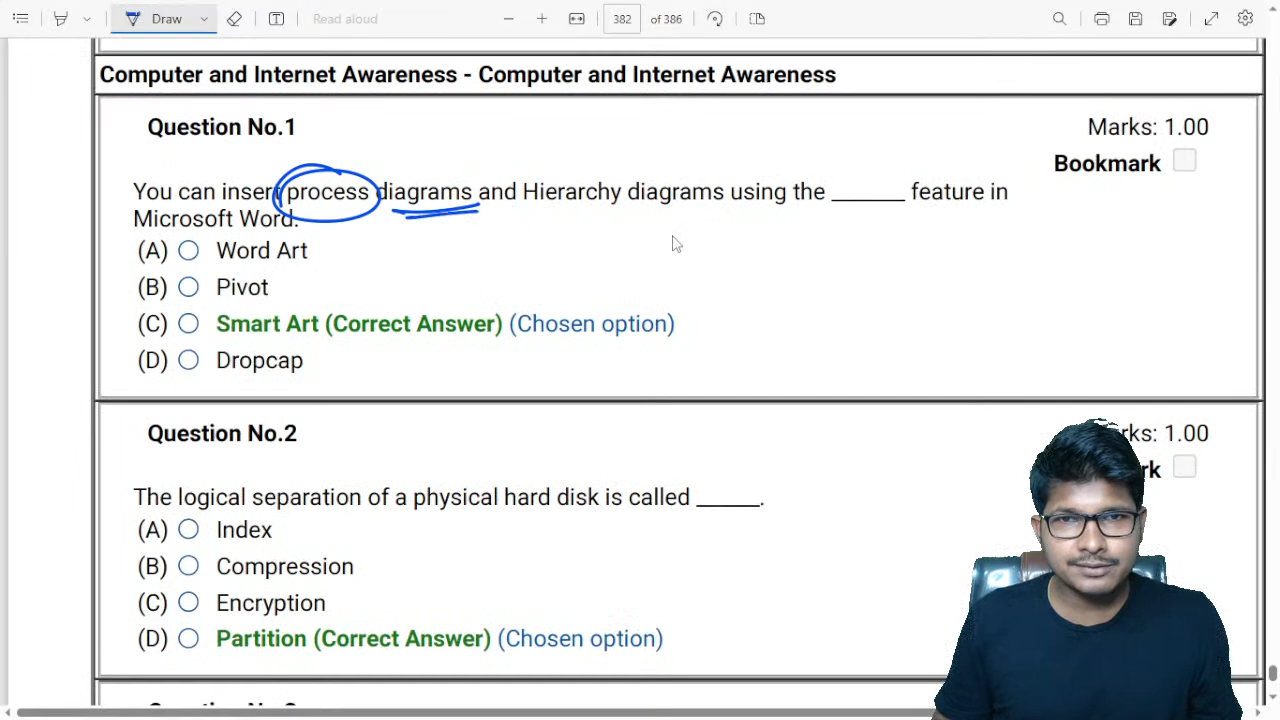 Draw
Read aloud
382 of 386
Computer and Internet Awareness - Computer and Internet Awareness
Question No.1
Marks: 1.00
Bookmark
You can insert process diagrams and Hierarchy diagrams using the ______ feature in
Microsoft Word.
(A) Word Art
(B) Pivot
(C) Smart Art (Correct Answer) (Chosen option)
(D) Dropcap
Question No.2
rks: 1.00
rk
The logical separation of a physical hard disk is called _____.
(A) Index
(B) Compression
(C) Encryption
(D) Partition (Correct Answer) (Chosen option)